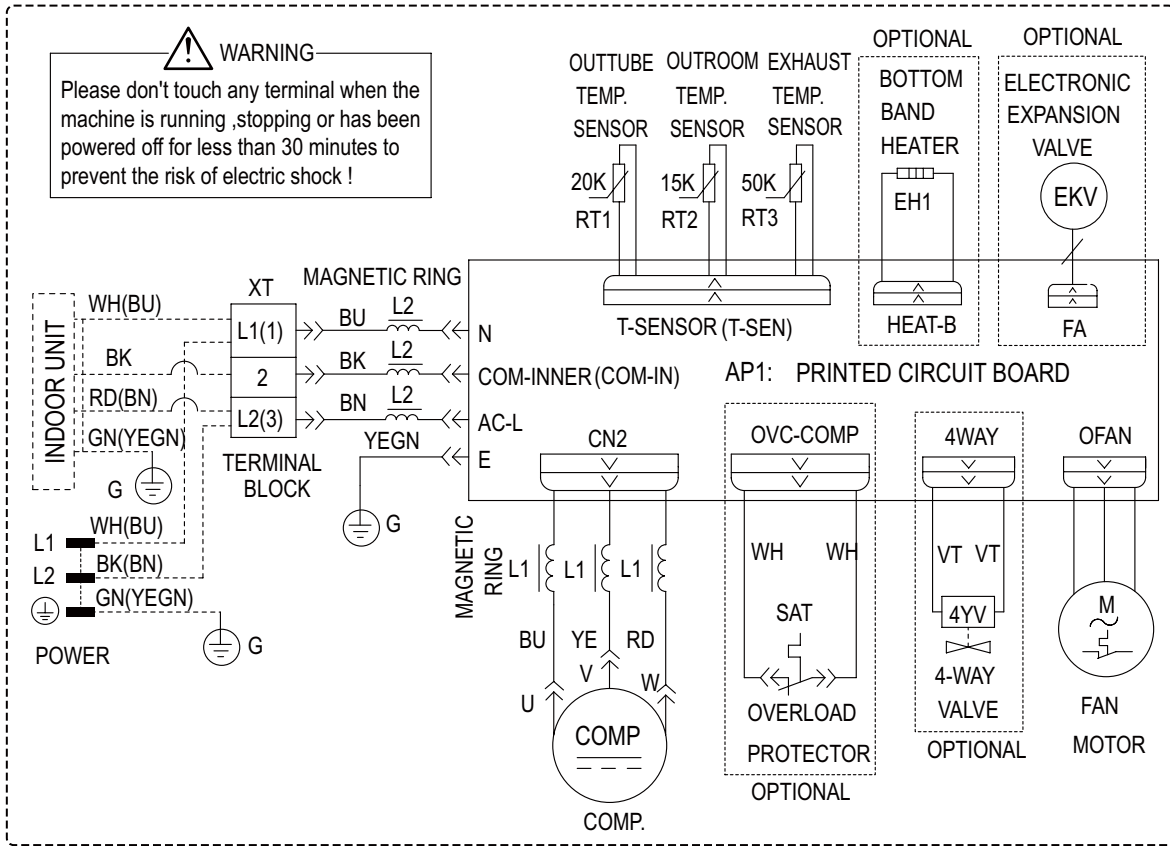 WARNING
Please don't touch any terminal when the
machine is running ,stopping or has been
powered off for less than 30 minutes to
prevent the risk of electric shock !
OUTTUBE
TEMP.
SENSOR
20K
RT1
OUTROOM
TEMP.
SENSOR
15K
RT2
EXHAUST
TEMP.
SENSOR
50K
RT3
OPTIONAL
BOTTOM
BAND
HEATER
EH1
HEAT-B
OPTIONAL
ELECTRONIC
EXPANSION
VALVE
EKV
FA
T-SENSOR (T-SEN)
AP1: PRINTED CIRCUIT BOARD
INDOOR UNIT
WH(BU)
BK
RD(BN)
GN(YEGN)
G
XT
L1(1)
2
L2(3)
TERMINAL
BLOCK
MAGNETIC RING
BU
L2
N
BK
L2
COM-INNER (COM-IN)
BN
L2
AC-L
YEGN
E
G
L1
WH(BU)
L2
BK(BN)
GN(YEGN)
G
POWER
CN2
MAGNETIC
RING
L1
L1
L1
BU
YE
RD
U
V
W
COMP
COMP.
OVC-COMP
WH
WH
SAT
OVERLOAD
PROTECTOR
OPTIONAL
4WAY
VT
VT
4YV
4-WAY
VALVE
OPTIONAL
OFAN
M
FAN
MOTOR